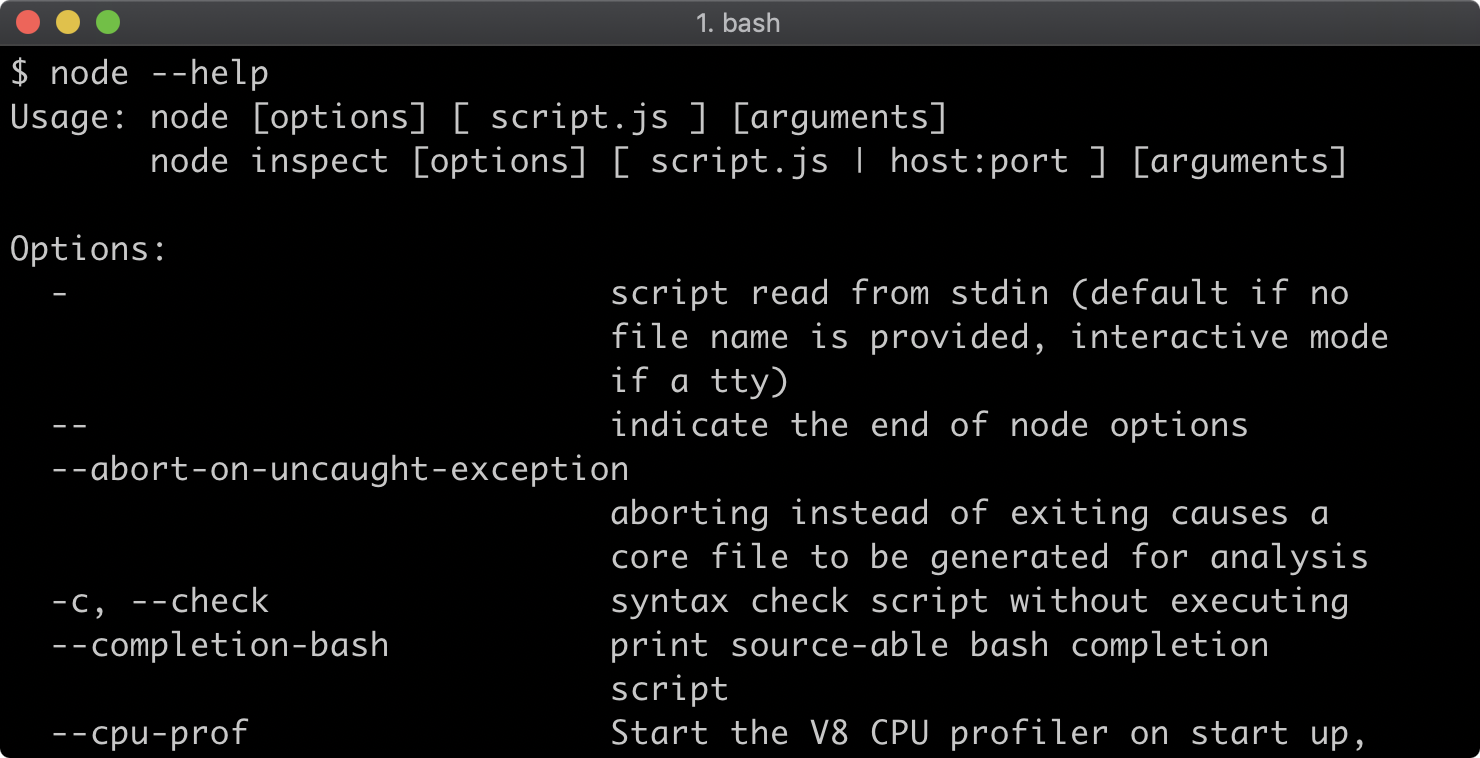 1. bash
$ node --help
Usage: node [options] [ script.js ] [arguments]
       node inspect [options] [ script.js | host:port ] [arguments]

Options:
  -                         script read from stdin (default if no
                              file name is provided, interactive mode
                              if a tty)
  --                          indicate the end of node options
  --abort-on-uncaught-exception
                              aborting instead of exiting causes a
                              core file to be generated for analysis
  -c, --check                 syntax check script without executing
  --completion-bash           print source-able bash completion
                              script
  --cpu-prof                  Start the V8 CPU profiler on start up,